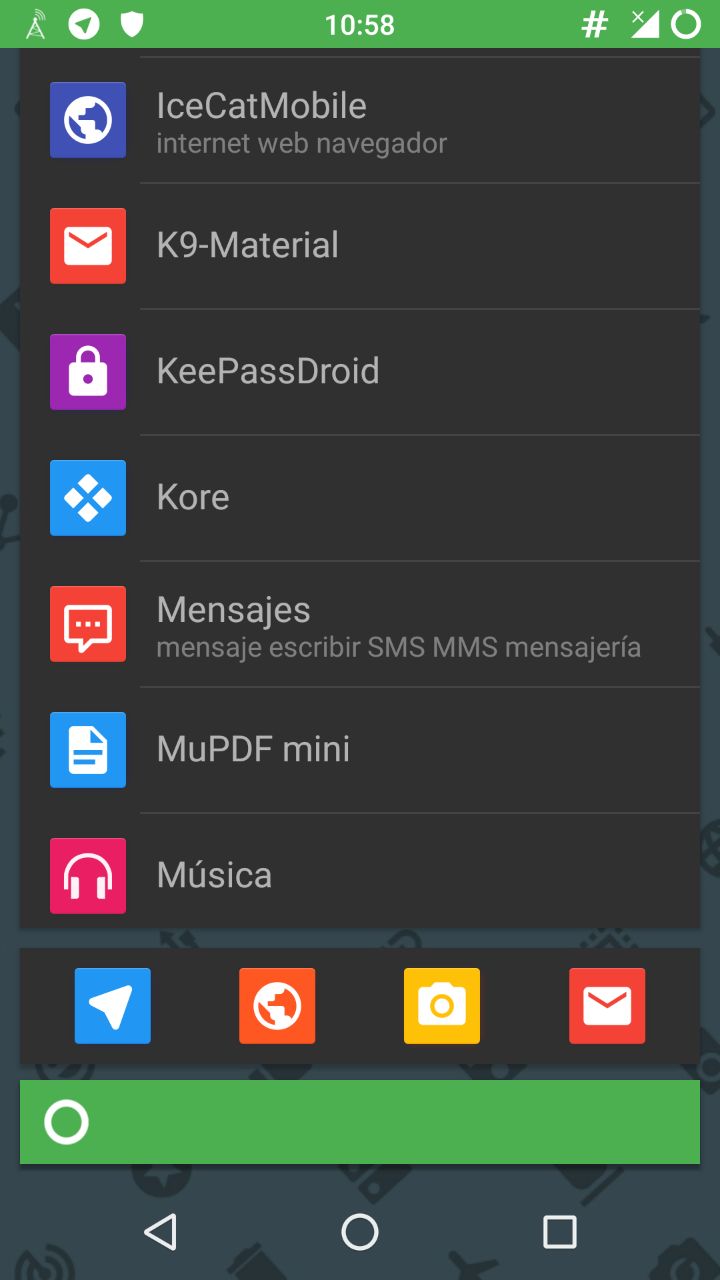 10:58 #
IceCatMobile
internet web navegador
K9-Material
KeePassDroid
Kore
Mensajes
mensaje escribir SMS MMS mensajería
MuPDF mini
Música